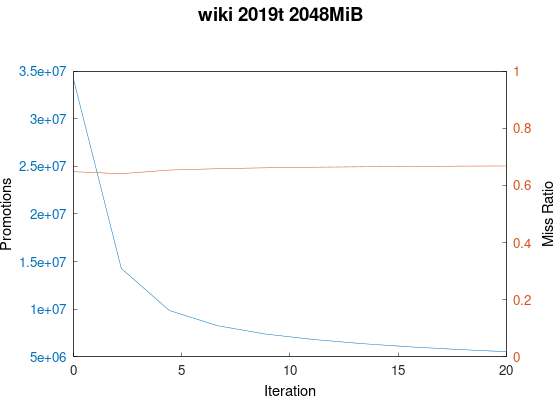 wiki 2019t 2048MiB
3.5e+07
3e+07
2.5e+07
2e+07
1.5e+07
1e+07
5e+06
Promotions
1
0.8
0.6
0.4
0.2
0
Miss Ratio
0 5 10 15 20
Iteration